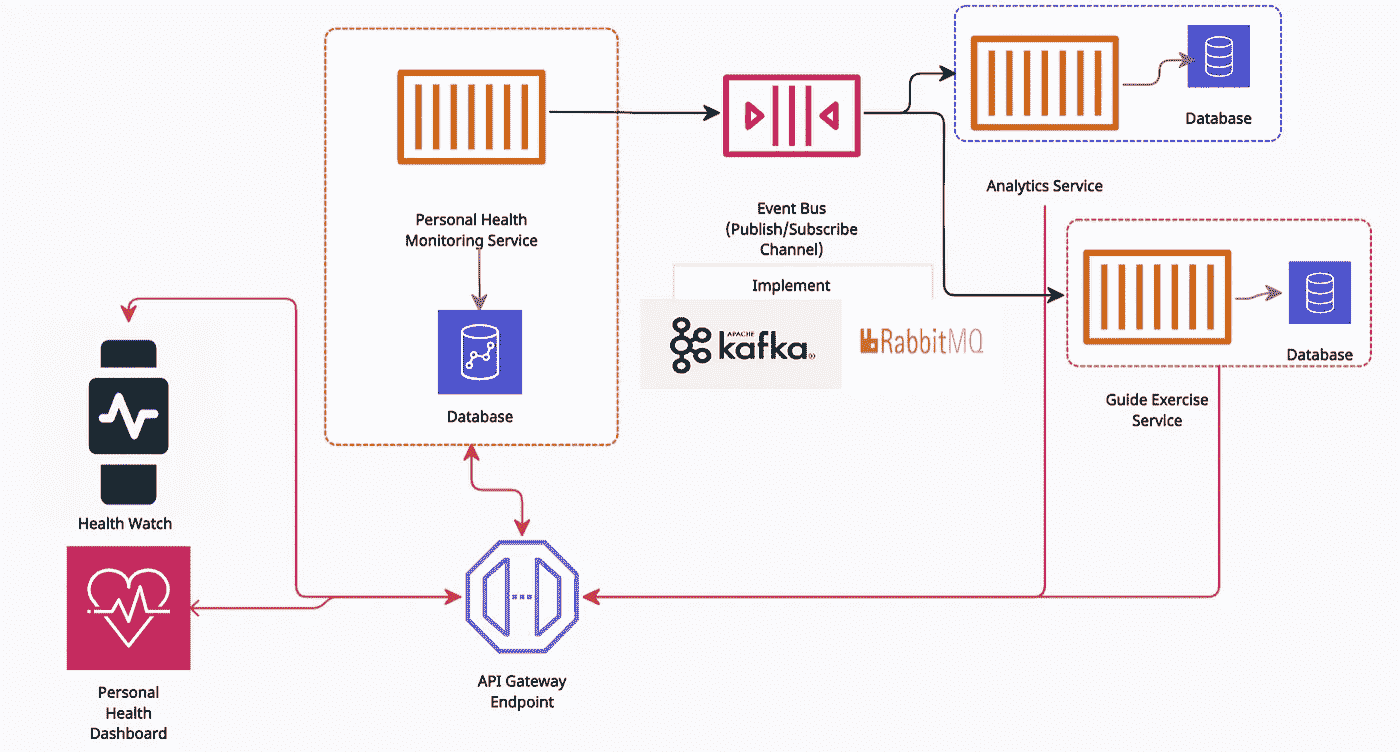 Database
Analytics Service
Personal Health
Monitoring Service
Event Bus
(Publish/Subscribe
Channel)
Implement
APACHE
kafka
RabbitMQ
Database
Guide Exercise
Service
Database
Health Watch
API Gateway
Endpoint
Personal
Health
Dashboard